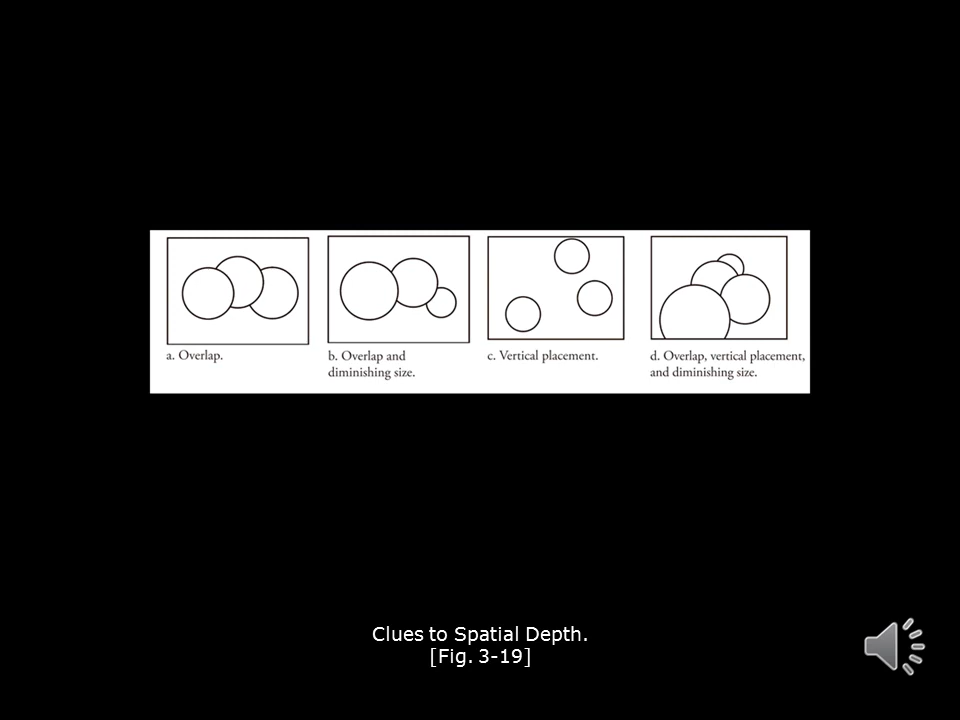 a. Overlap.
b. Overlap and
diminishing size.
c. Vertical placement.
d. Overlap, vertical placement,
and diminishing size.
Clues to Spatial Depth.
[Fig. 3-19]